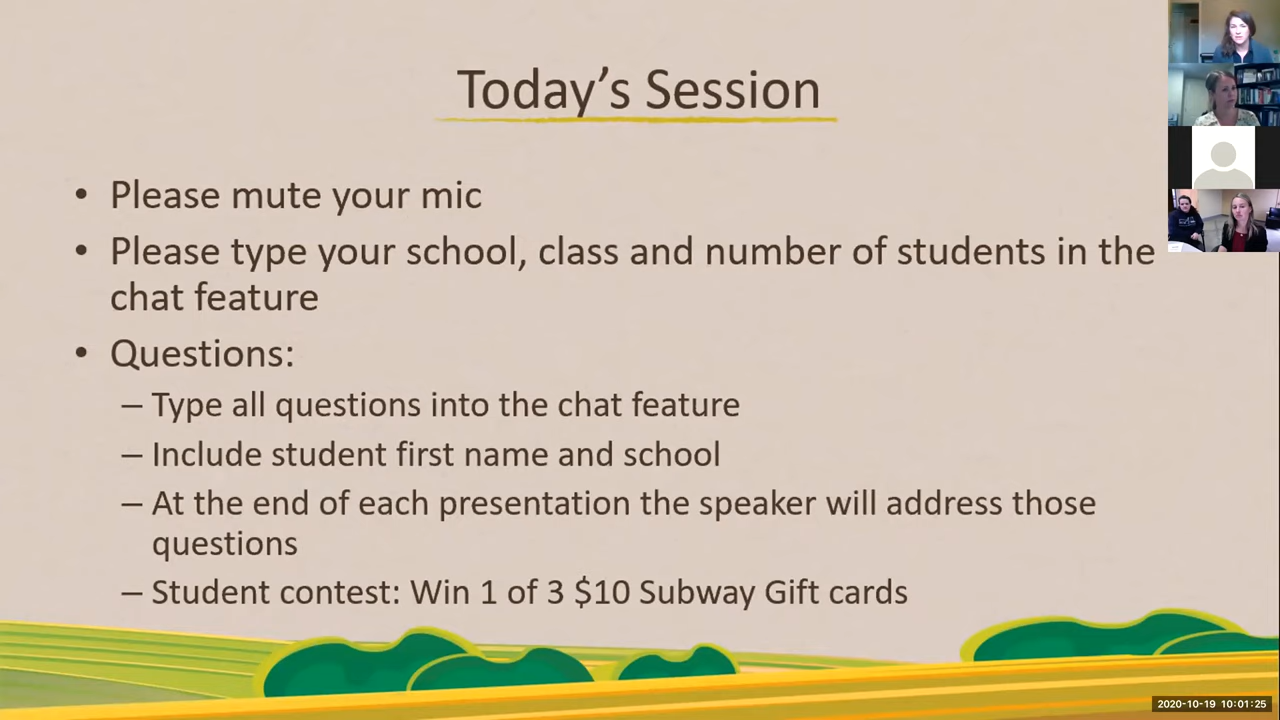 Today’s Session
• Please mute your mic
• Please type your school, class and number of students in the
chat feature
• Questions:
– Type all questions into the chat feature
– Include student first name and school
– At the end of each presentation the speaker will address those
questions
– Student contest: Win 1 of 3 $10 Subway Gift cards
2020-10-19 10:01:25